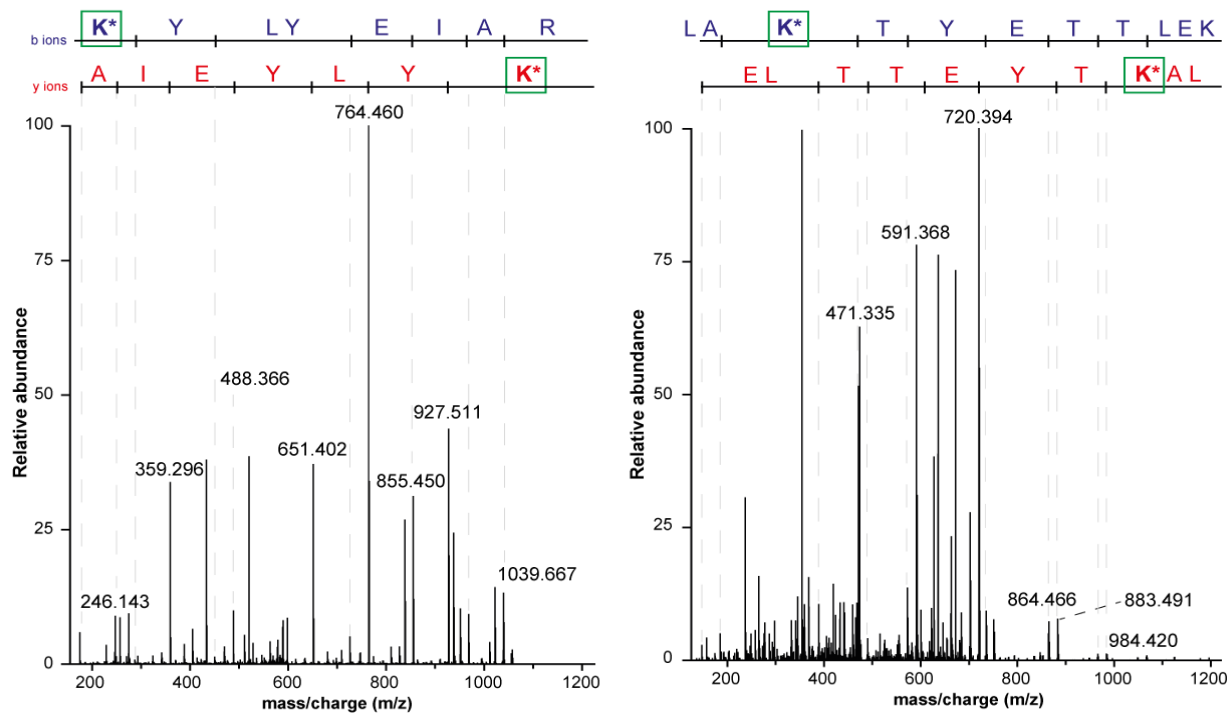 K* Y LY E I A R
b ions
A I E Y L Y K*
y ions
764.460
488.366
927.511
651.402
359.296
855.450
246.143
1039.667
100
75
50
25
0
Relative abundance
200 400 600 800 1000 1200
mass/charge (m/z)
LA K* T Y E T T LEK
EL T T E Y T K* AL
720.394
591.368
471.335
864.466
883.491
984.420
100
75
50
25
0
Relative abundance
200 400 600 800 1000 1200
mass/charge (m/z)